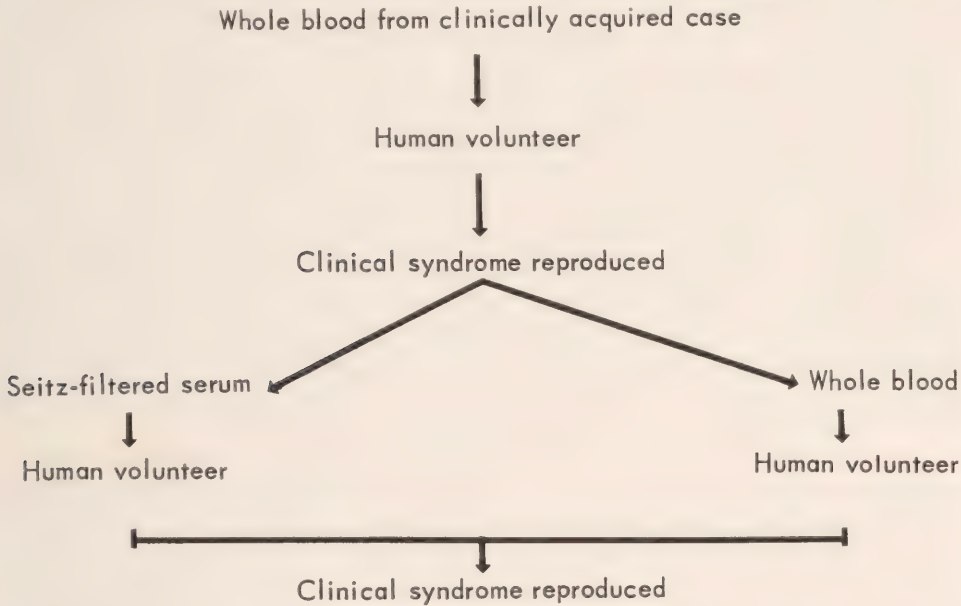 Whole blood from clinically acquired case
Human volunteer
Clinical syndrome reproduced
Seitz-filtered serum
Whole blood
Human volunteer
Human volunteer
Clinical syndrome reproduced